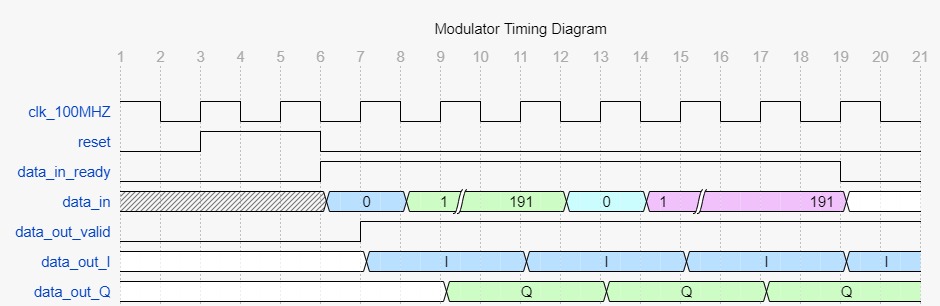 Modulator Timing Diagram
1 2 3 4 5 6 7 8 9 10 11 12 13 14 15 16 17 18 19 20 21
clk_100MHZ
reset
data_in_ready
data_in 0 1 191 0 1 191
data_out_valid
data_out_I I I I I
data_out_Q Q Q Q